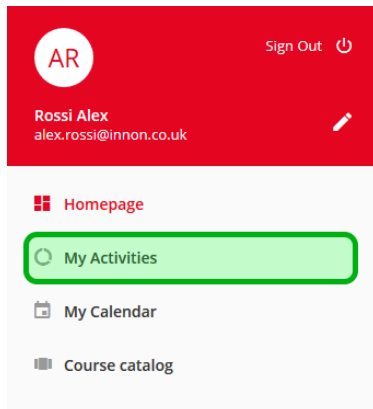 AR
Sign Out
Rossi Alex
alex.rossi@innon.co.uk
Homepage
My Activities
My Calendar
Course catalog